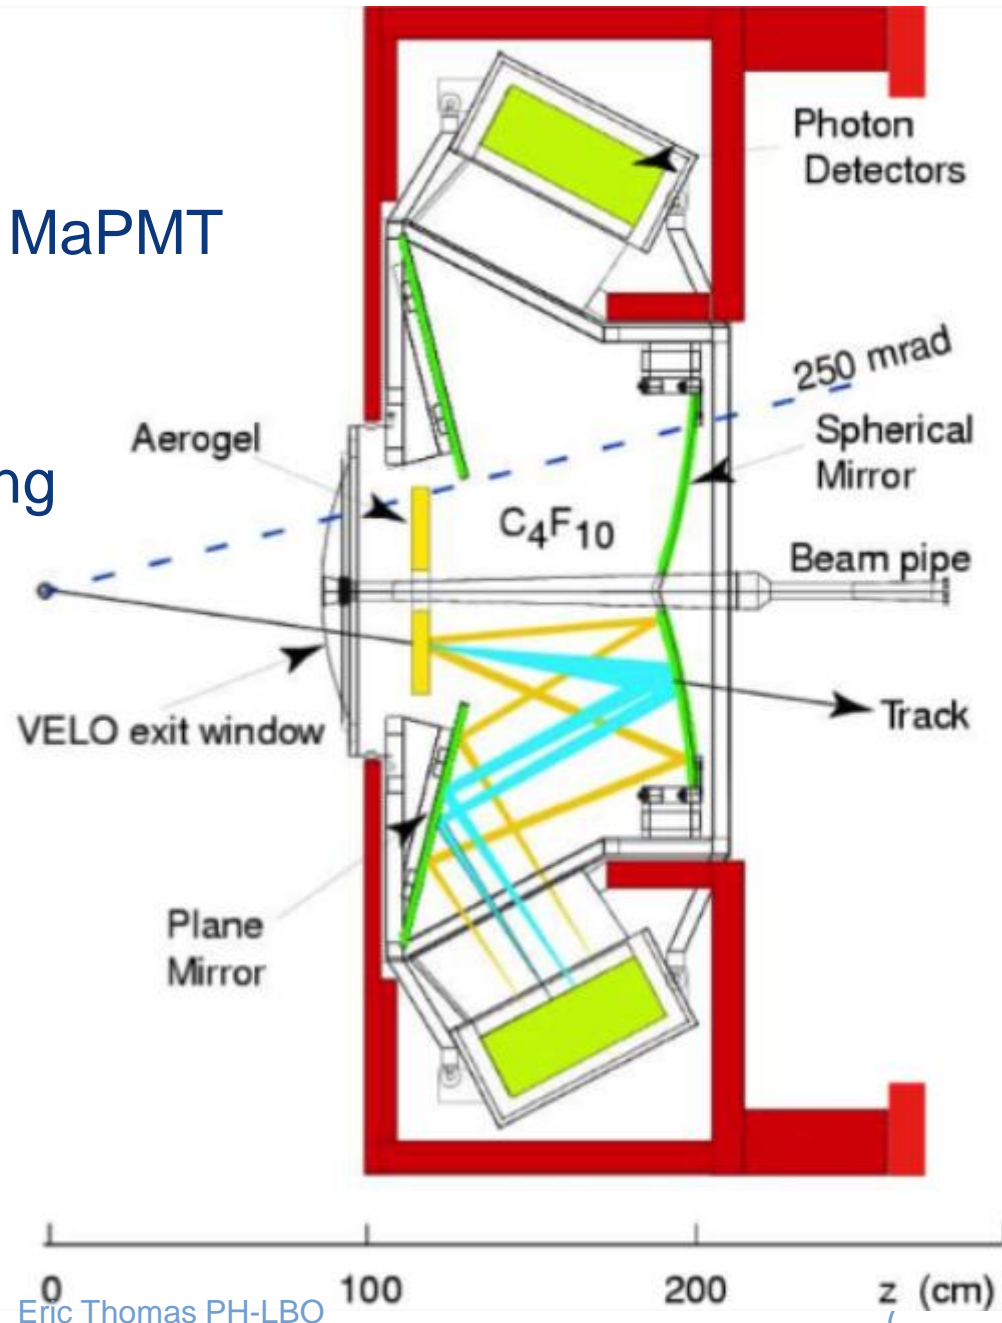 Photon
Detectors
MaPMT
250 mrad
Aerogel
Spherical
Mirror
ng
C4F10
Beam pipe
VELO exit window
Track
Plane
Mirror
0 100 200 z (cm)
Eric Thomas PH-LBO